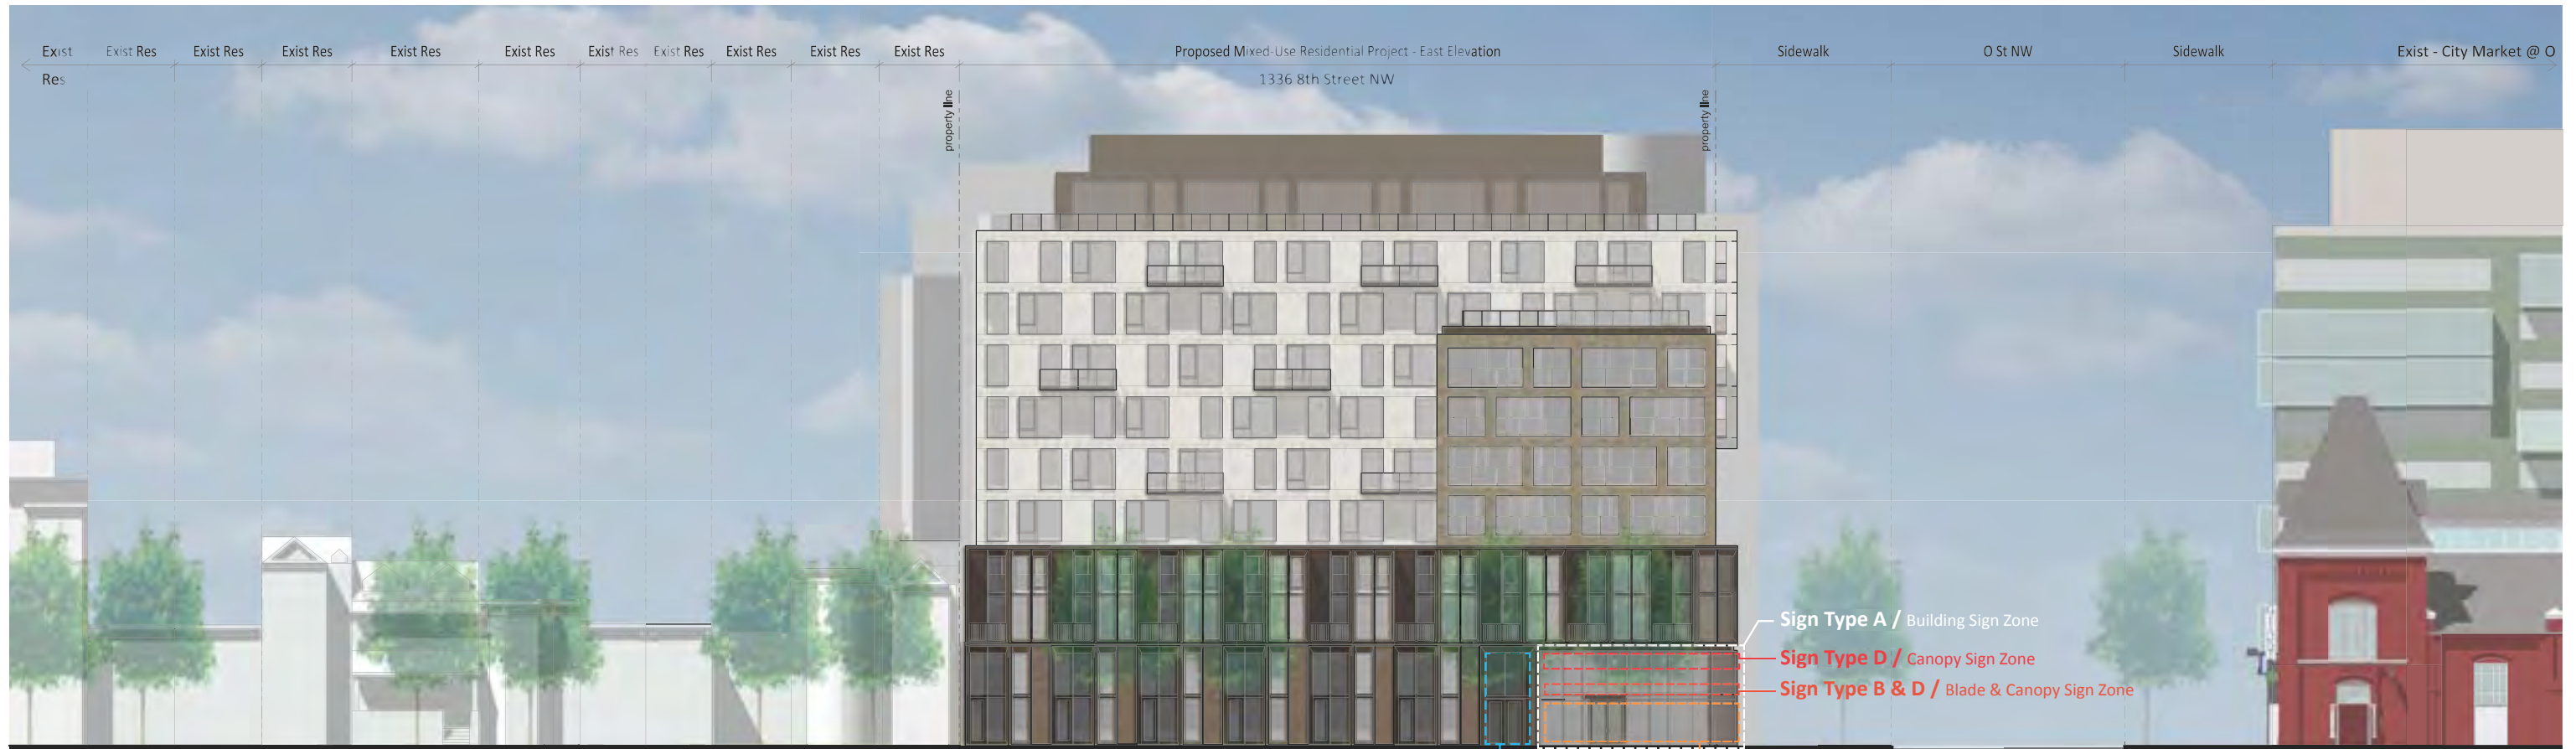 Exist Exist Res Exist Res Exist Res Exist Res Exist Res Exist Res Exist Res Exist Res Exist Res Exist Res Proposed Mixed-Use Residential Project - East Elevation Sidewalk O St NW Sidewalk Exist - City Market @ O
Res 1336 8th Street NW
property line
property line
Sign Type A / Building Sign Zone
Sign Type D / Canopy Sign Zone
Sign Type B & D / Blade & Canopy Sign Zone